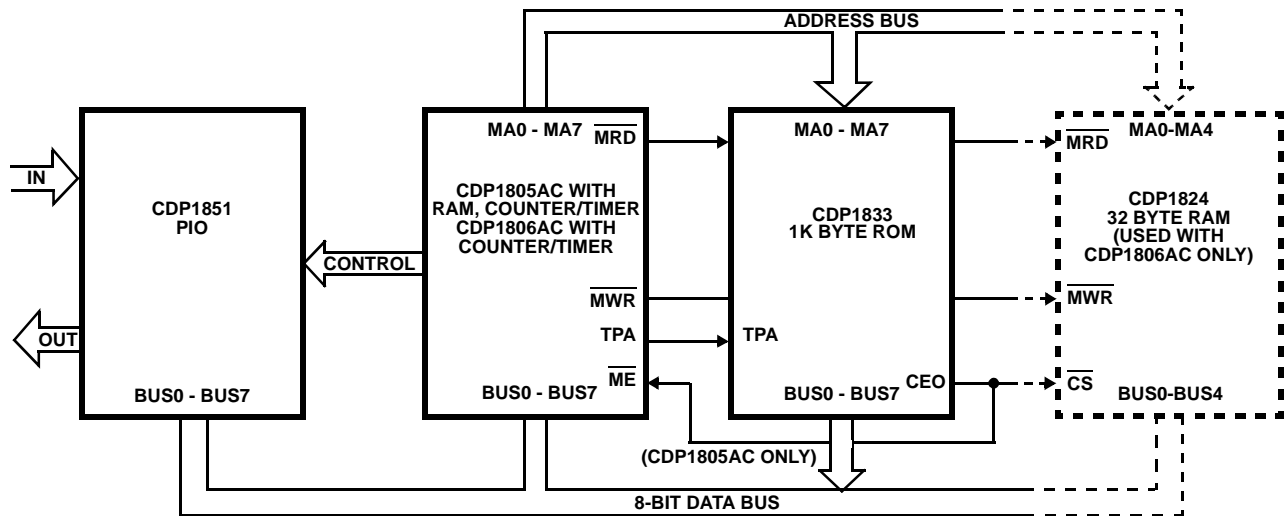 ADDRESS BUS
IN
OUT
CDP1851
PIO
BUS0 - BUS7
CONTROL
MA0 - MA7
MRD
CDP1805AC WITH
RAM, COUNTER/TIMER
CDP1806AC WITH
COUNTER/TIMER
MWR
TPA
ME
BUS0 - BUS7
MA0 - MA7
CDP1833
1K BYTE ROM
TPA
CEO
BUS0 - BUS7
(CDP1805AC ONLY)
MRD
MA0-MA4
CDP1824
32 BYTE RAM
(USED WITH
CDP1806AC ONLY)
MWR
CS
BUS0-BUS4
8-BIT DATA BUS